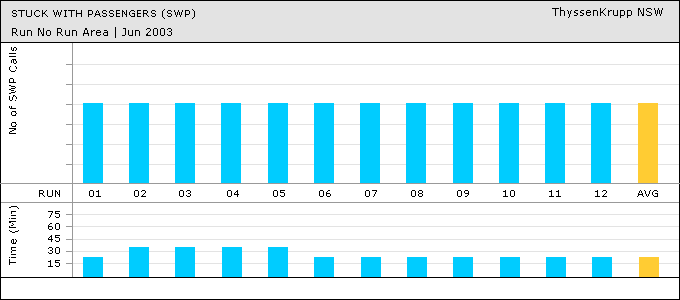 STUCK WITH PASSENGERS (SWP)
ThyssenKrupp NSW
Run No Run Area | Jun 2003
No of SWP Calls
RUN 01 02 03 04 05 06 07 08 09 10 11 12 AVG
Time (Min)
75
60
45
30
15